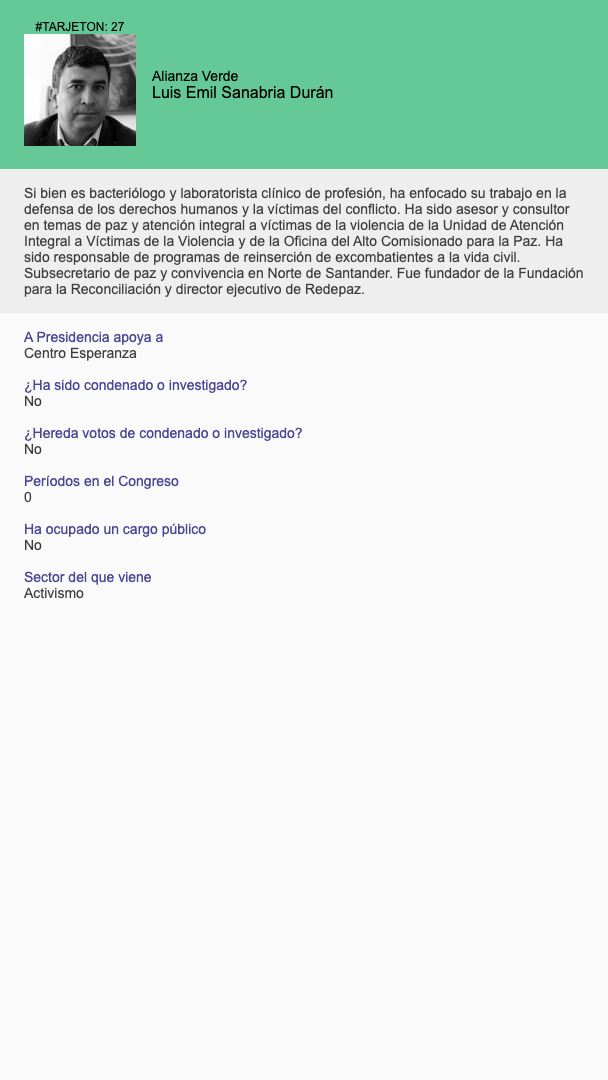 #TARJETON: 27
Alianza Verde
Luis Emil Sanabria Durán
Si bien es bacteriólogo y laboratorista clínico de profesión, ha enfocado su trabajo en la
defensa de los derechos humanos y la víctimas del conflicto. Ha sido asesor y consultor
en temas de paz y atención integral a víctimas de la violencia de la Unidad de Atención
Integral a Víctimas de la Violencia y de la Oficina del Alto Comisionado para la Paz. Ha
sido responsable de programas de reinserción de excombatientes a la vida civil.
Subsecretario de paz y convivencia en Norte de Santander. Fue fundador de la Fundación
para la Reconciliación y director ejecutivo de Redepaz.
A Presidencia apoya a
Centro Esperanza
¿Ha sido condenado o investigado?
No
¿Hereda votos de condenado o investigado?
No
Períodos en el Congreso
0
Ha ocupado un cargo público
No
Sector del que viene
Activismo